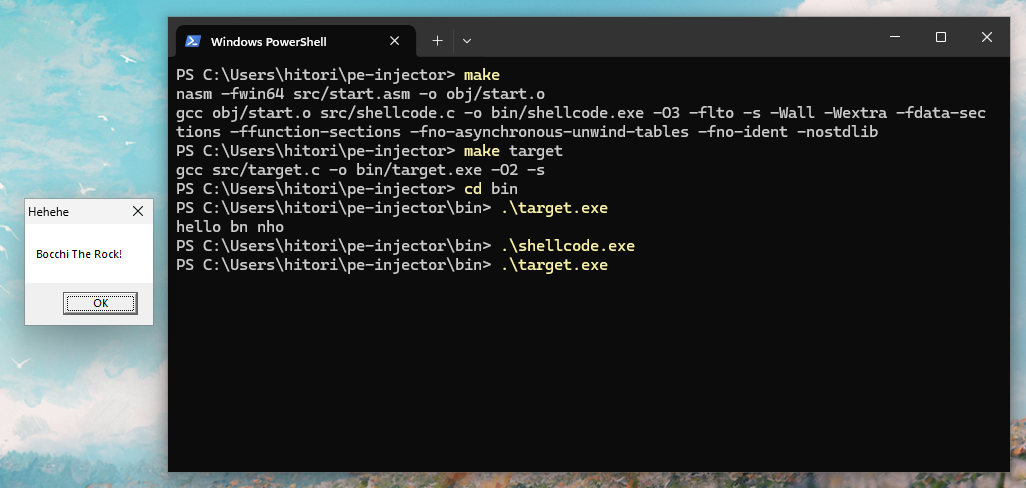 Windows PowerShell
PS C:\Users\hitori\pe-injector> make
nasm -fwin64 src/start.asm -o obj/start.o
gcc obj/start.o src/shellcode.c -o bin/shellcode.exe -O3 -flto -s -Wall -Wextra -fdata-sec
tions -ffunction-sections -fno-asynchronous-unwind-tables -fno-ident -nostdlib
PS C:\Users\hitori\pe-injector> make target
gcc src/target.c -o bin/target.exe -O2 -s
PS C:\Users\hitori\pe-injector> cd bin
PS C:\Users\hitori\pe-injector\bin> .\target.exe
hello bn nho
PS C:\Users\hitori\pe-injector\bin> .\shellcode.exe
PS C:\Users\hitori\pe-injector\bin> .\target.exe
Hehehe
Bocchi The Rock!
OK